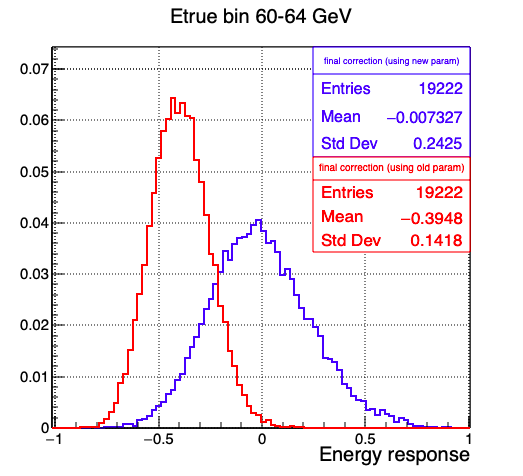 Etrue bin 60-64 GeV
final correction (using new param)
Entries 19222
Mean −0.007327
Std Dev 0.2425
final correction (using old param)
Entries 19222
Mean −0.3948
Std Dev 0.1418
0.07
0.06
0.05
0.04
0.03
0.02
0.01
0
−1 −0.5 0 0.5 1
Energy response